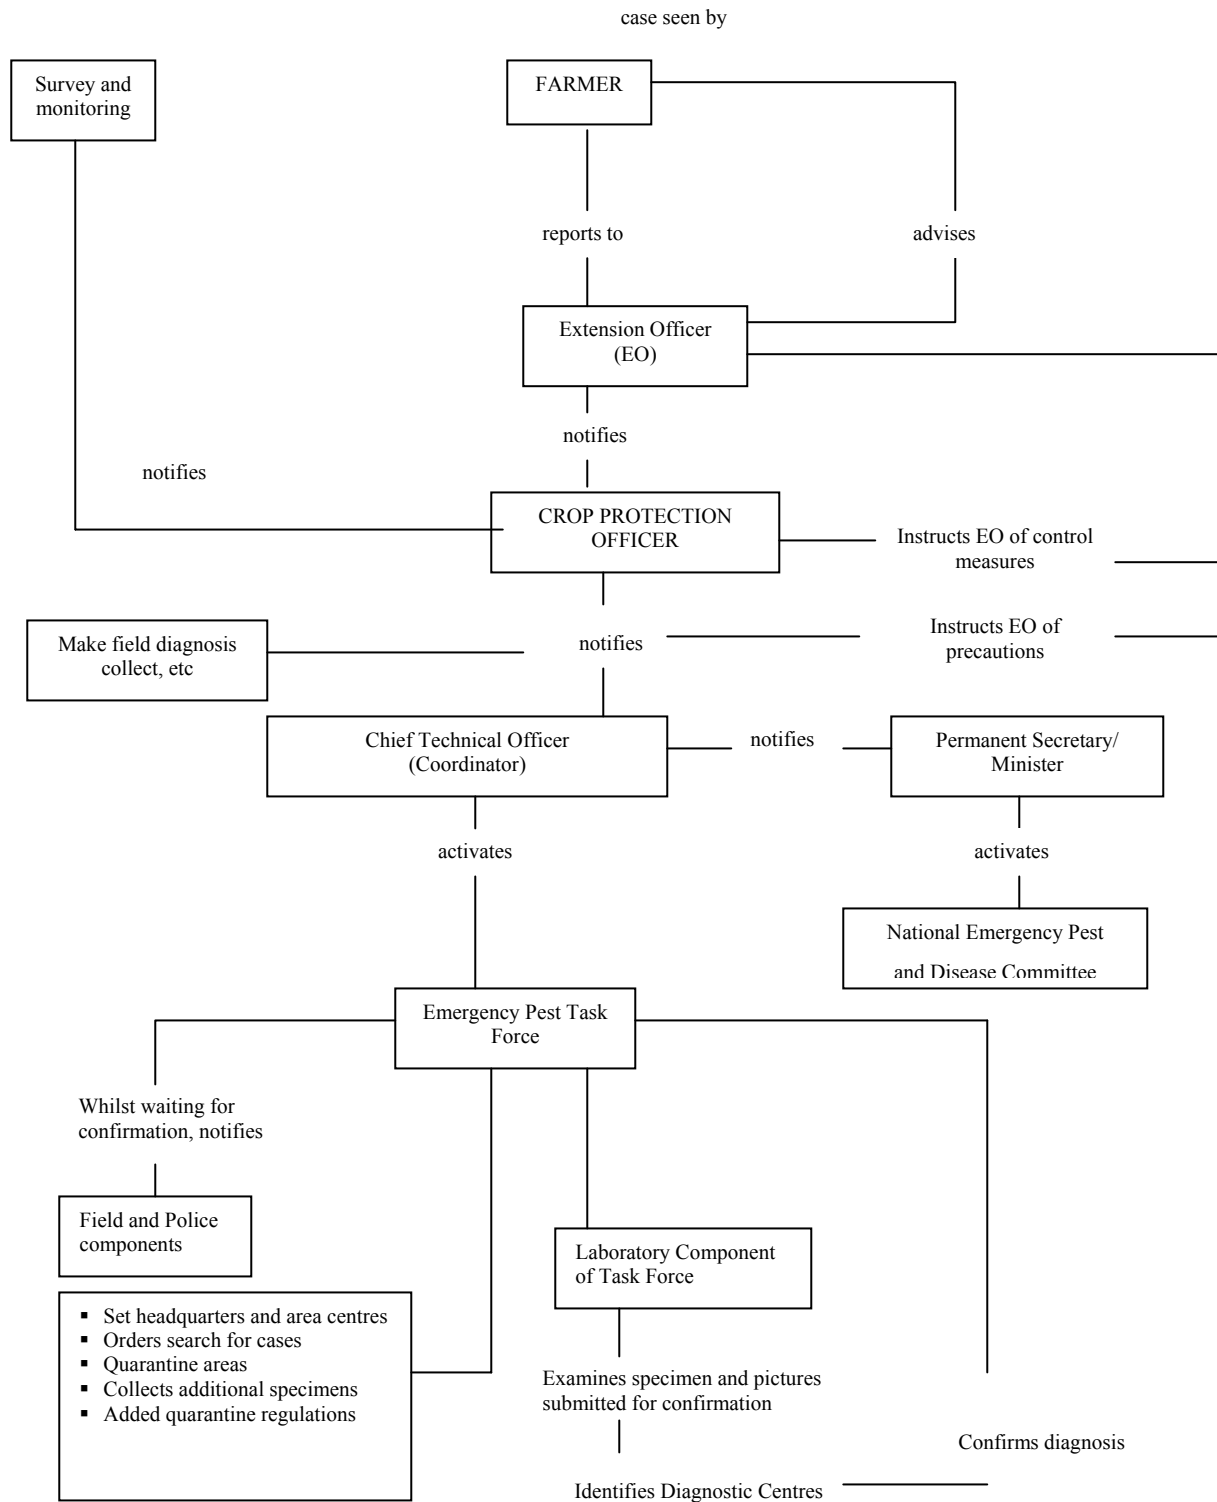 case seen by
Survey and
monitoring
FARMER
reports to
advises
Extension Officer
(EO)
notifies
notifies
CROP PROTECTION
OFFICER
Instructs EO of control
measures
Make field diagnosis
collect, etc
notifies
Instructs EO of
precautions
Chief Technical Officer
(Coordinator)
notifies
Permanent Secretary/
Minister
activates
activates
National Emergency Pest
and Disease Committee
Emergency Pest Task
Force
Whilst waiting for
confirmation, notifies
Field and Police
components
Laboratory Component
of Task Force
▪ Set headquarters and area centres
▪ Orders search for cases
▪ Quarantine areas
▪ Collects additional specimens
▪ Added quarantine regulations
Examines specimen and pictures
submitted for confirmation
Confirms diagnosis
Identifies Diagnostic Centres